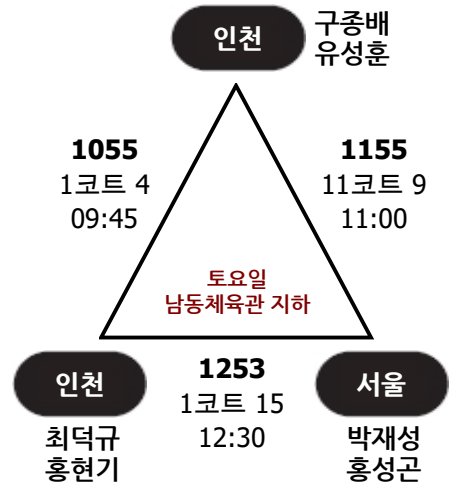 인천
구종배
유성훈
1055
1코트 4
09:45
1155
11코트 9
11:00
토요일
남동체육관 지하
인천
최덕규
홍현기
1253
1코트 15
12:30
서울
박재성
홍성곤